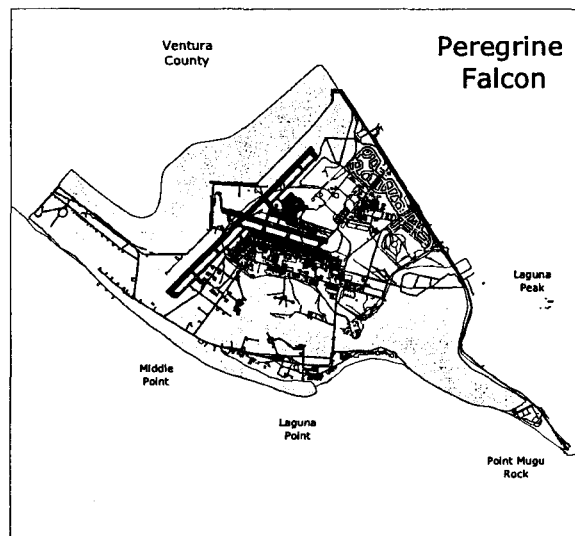 Ventura
County
Peregrine
Falcon
Laguna
Peak
Middle
Point
Laguna
Point
Point Mugu
Rock